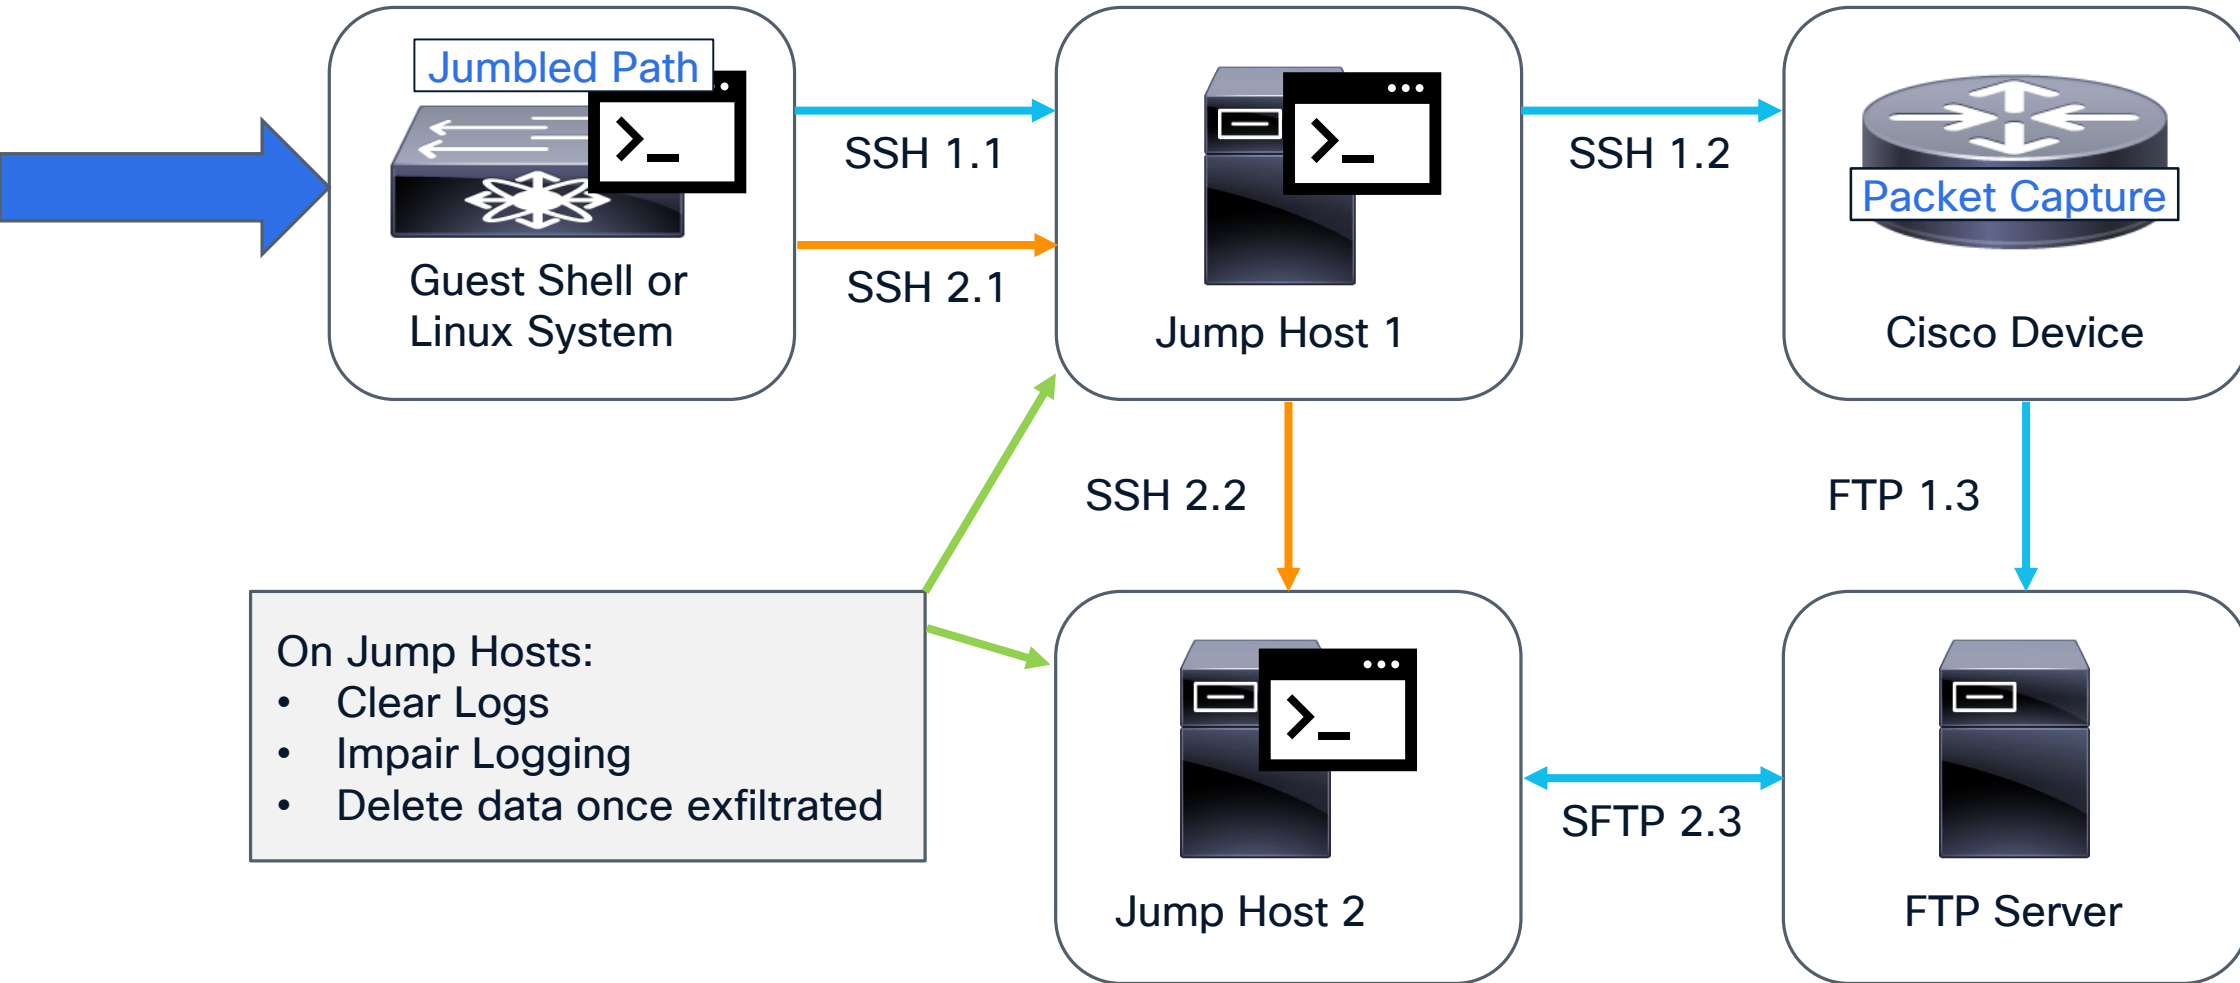 Jumbled Path
Guest Shell or
Linux System
SSH 1.1
SSH 2.1
Jump Host 1
SSH 1.2
Packet Capture
Cisco Device
SSH 2.2
FTP 1.3
On Jump Hosts:
• Clear Logs
• Impair Logging
• Delete data once exfiltrated
Jump Host 2
SFTP 2.3
FTP Server